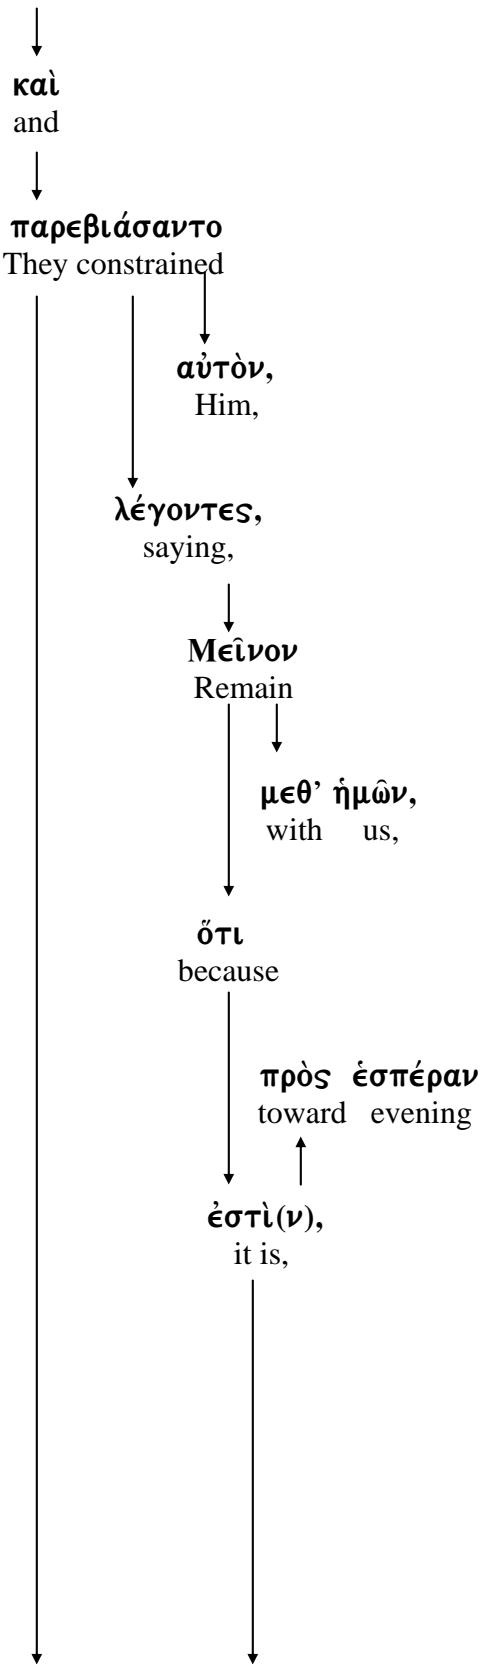 καὶ
and
παρεβιάσαντο
They constrained
αὐτὸν,
Him,
λέγοντες,
saying,
Μεῖνον
Remain
μεθ’ ἡμῶν,
with us,
ὅτι
because
πρὸς ἑσπέραν
toward evening
ἐστὶ(ν),
it is,